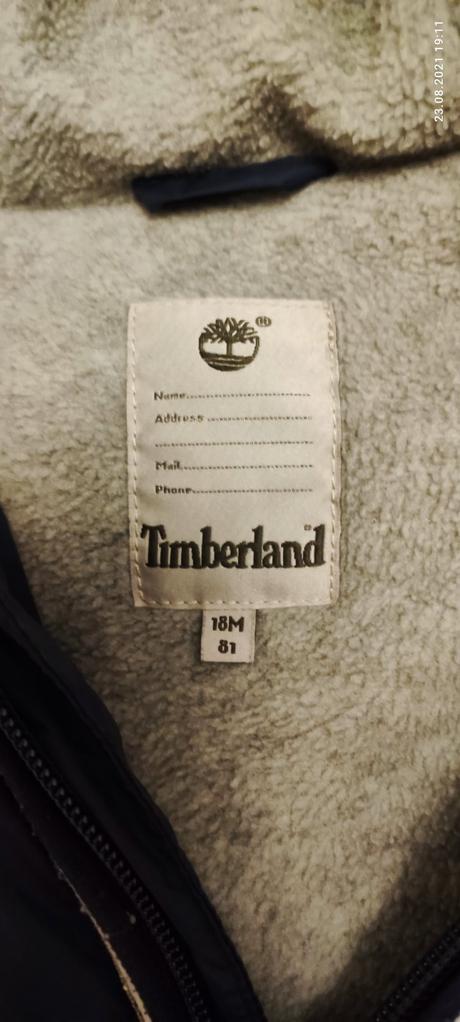 23.08.2021 19:11
®
Name
Address
Mail
Phone
Timberland®
18M
81